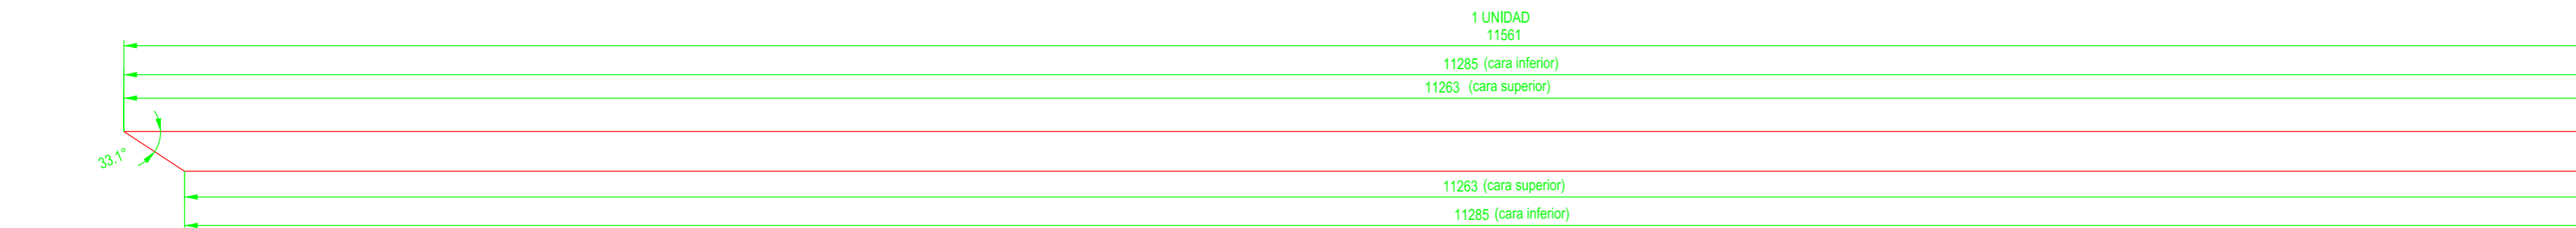 1 UNIDAD
11561
11285 (cara inferior)
11263 (cara superior)
33.1°
11263 (cara superior)
11285 (cara inferior)